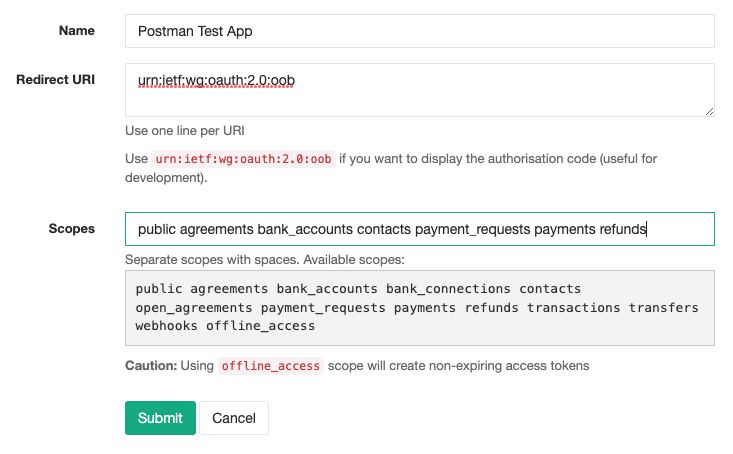 Name Postman Test App
Redirect URI urn:ietf:wg:oauth:2.0:oob
Use one line per URI
Use urn:ietf:wg:oauth:2.0:oob if you want to display the authorisation code (useful for
development).
Scopes public agreements bank_accounts contacts payment_requests payments refunds
Separate scopes with spaces. Available scopes:
public agreements bank_accounts bank_connections contacts
open_agreements payment_requests payments refunds transactions transfers
webhooks offline_access
Caution: Using offline_access scope will create non-expiring access tokens
Submit Cancel